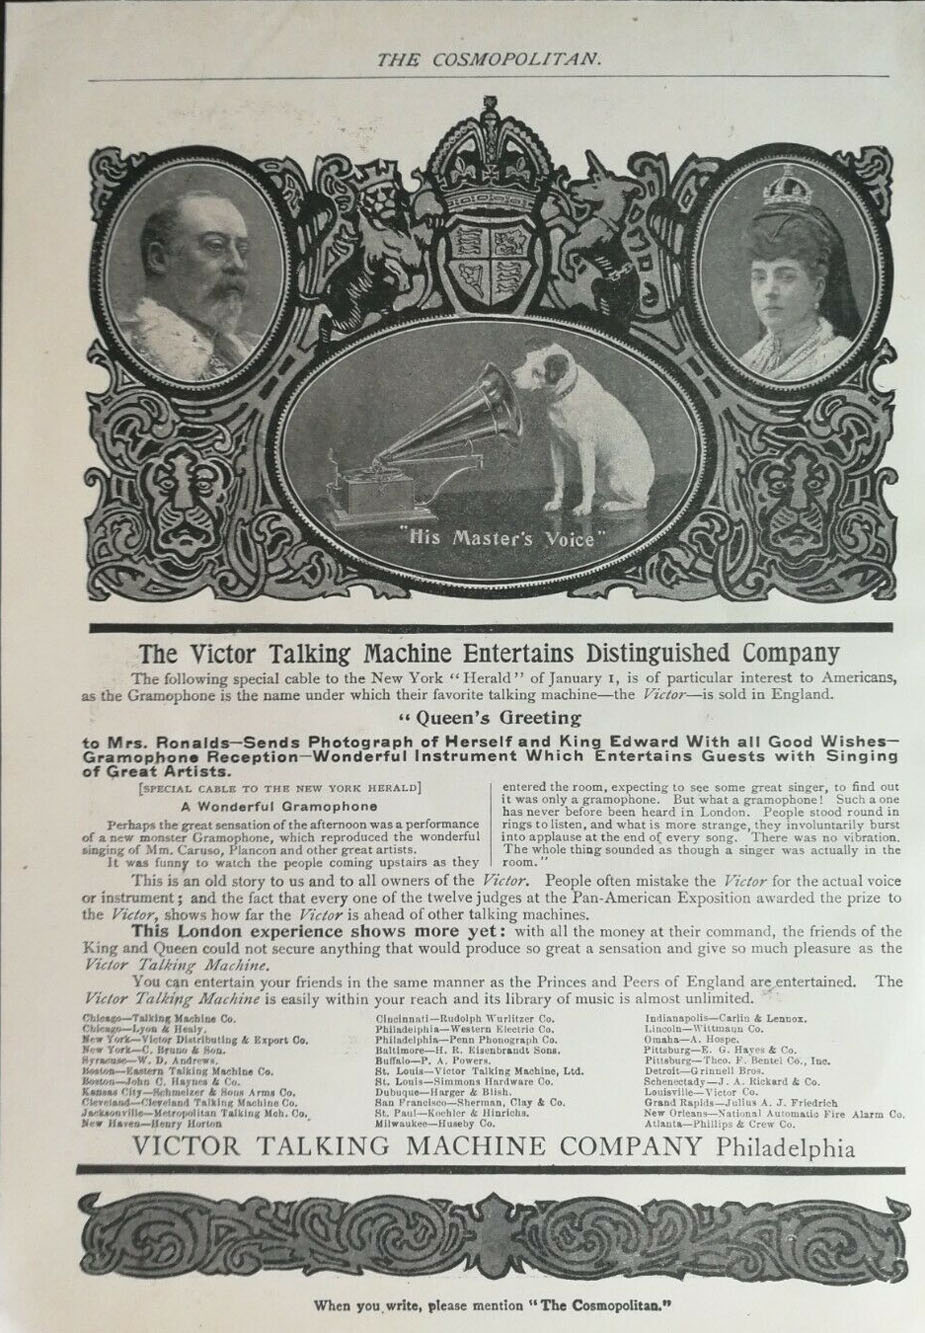 THE COSMOPOLITAN.
"His Master's Voice"
The Victor Talking Machine Entertains Distinguished Company
The following special cable to the New York "Herald" of January 1, is of particular interest to Americans,
as the Gramophone is the name under which their favorite talking machine—the Victor—is sold in England.
"Queen's Greeting
to Mrs. Ronalds—Sends Photograph of Herself and King Edward With all Good Wishes—
Gramophone Reception—Wonderful Instrument Which Entertains Guests with Singing
of Great Artists.
[SPECIAL CABLE TO THE NEW YORK HERALD]
A Wonderful Gramophone
Perhaps the great sensation of the afternoon was a performance
of a new monster Gramophone, which reproduced the wonderful
singing of Mm. Caruso, Plancon and other great artists.
It was funny to watch the people coming upstairs as they
entered the room, expecting to see some great singer, to find out
it was only a gramophone. But what a gramophone! Such a one
has never before been heard in London. People stood round in
rings to listen, and what is more strange, they involuntarily burst
into applause at the end of every song. There was no vibration.
The whole thing sounded as though a singer was actually in the
room."
This is an old story to us and to all owners of the Victor. People often mistake the Victor for the actual voice
or instrument; and the fact that every one of the twelve judges at the Pan-American Exposition awarded the prize to
the Victor, shows how far the Victor is ahead of other talking machines.
This London experience shows more yet: with all the money at their command, the friends of the
King and Queen could not secure anything that would produce so great a sensation and give so much pleasure as the
Victor Talking Machine.
You can entertain your friends in the same manner as the Princes and Peers of England are entertained. The
Victor Talking Machine is easily within your reach and its library of music is almost unlimited.
Chicago—Talking Machine Co.
Chicago—Lyon & Healy.
New York—Victor Distributing & Export Co.
New York—C. Bruno & Son.
Syracuse—W. D. Andrews.
Boston—Eastern Talking Machine Co.
Boston—John C. Haynes & Co.
Kansas City—Schmelzer & Sons Arms Co.
Cleveland—Cleveland Talking Machine Co.
Jacksonville—Metropolitan Talking Mch. Co.
New Haven—Henry Horton
Cincinnati—Rudolph Wurlitzer Co.
Philadelphia—Western Electric Co.
Philadelphia—Penn Phonograph Co.
Baltimore—H. R. Eisenbrandt Sons.
Buffalo—P. A. Powers.
St. Louis—Victor Talking Machine, Ltd.
St. Louis—Simmons Hardware Co.
Dubuque—Harger & Blish.
San Francisco—Sherman, Clay & Co.
St. Paul—Koehler & Hinrichs.
Milwaukee—Huseby Co.
Indianapolis—Carlin & Lennox.
Lincoln—Wittmann Co.
Omaha—A. Hospe.
Pittsburg—E. G. Hayes & Co.
Pittsburg—Theo. F. Bentel Co., Inc.
Detroit—Grinnell Bros.
Schenectady—J. A. Rickard & Co.
Louisville—Victor Co.
Grand Rapids—Julius A. J. Friedrich
New Orleans—National Automatic Fire Alarm Co.
Atlanta—Phillips & Crew Co.
VICTOR TALKING MACHINE COMPANY Philadelphia
When you write, please mention "The Cosmopolitan."